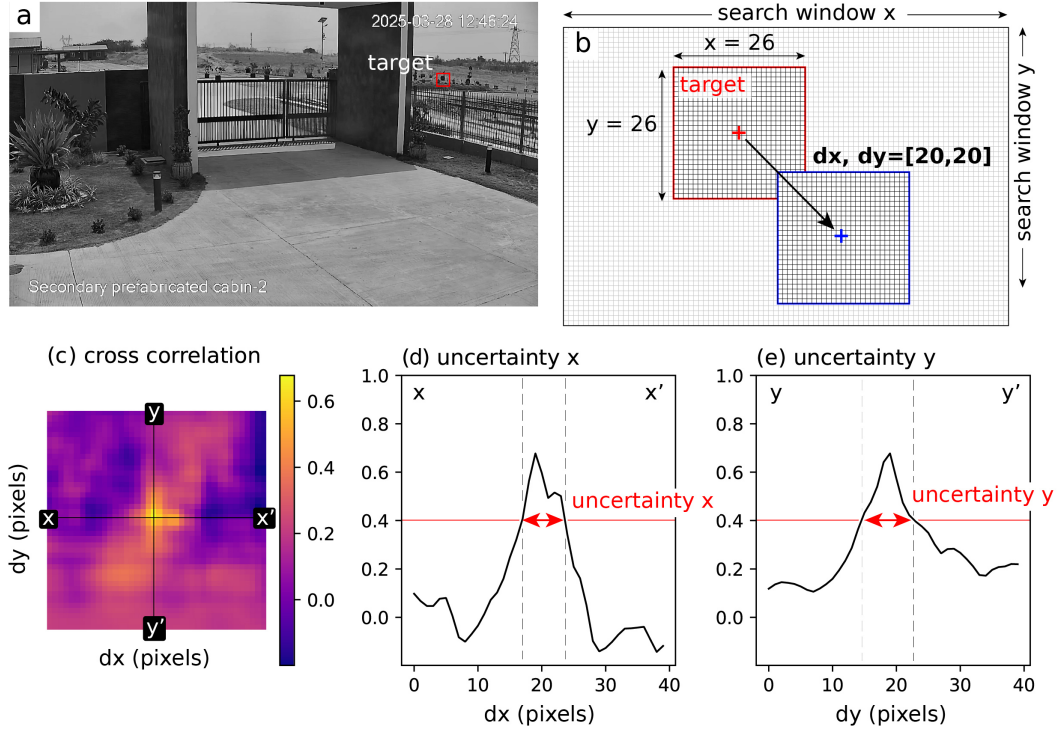 a
2025-03-28 12:46:24
target
Secondary prefabricated cabin-2
search window x
b
x = 26
target
y = 26
dx, dy=[20,20]
search window y
(c) cross correlation
y
x
x’
y’
dy (pixels)
dx (pixels)
0.6
0.4
0.2
0.0
(d) uncertainty x
x
x’
uncertainty x
1.0
0.8
0.6
0.4
0.2
0.0
0
10
20
30
40
dx (pixels)
(e) uncertainty y
y
y’
uncertainty y
1.0
0.8
0.6
0.4
0.2
0.0
0
10
20
30
40
dy (pixels)